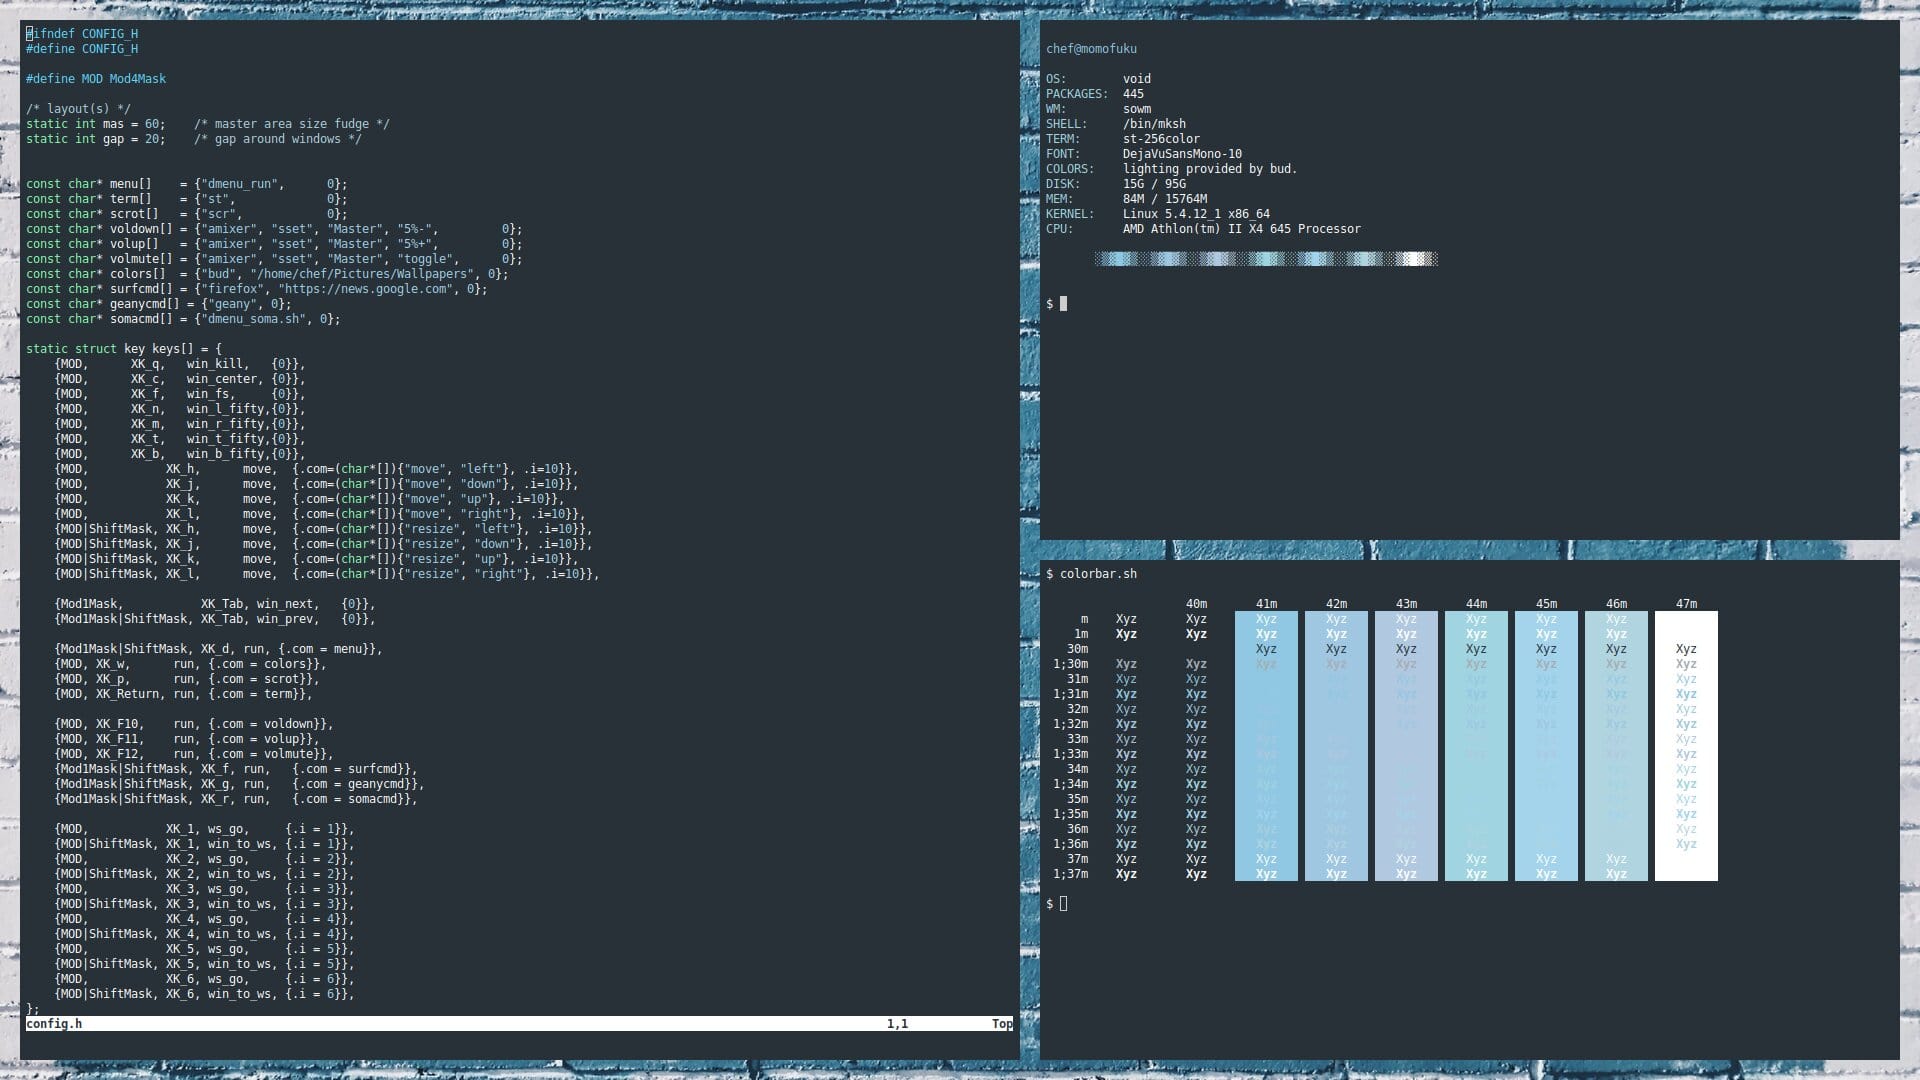 #ifndef CONFIG_H
#define CONFIG_H

#define MOD Mod4Mask

/* layout(s) */
static int mas = 60;    /* master area size fudge */
static int gap = 20;    /* gap around windows */


const char* menu[]    = {"dmenu_run",      0};
const char* term[]    = {"st",             0};
const char* scrot[]   = {"scr",            0};
const char* voldown[] = {"amixer", "sset", "Master", "5%-",         0};
const char* volup[]   = {"amixer", "sset", "Master", "5%+",         0};
const char* volmute[] = {"amixer", "sset", "Master", "toggle",      0};
const char* colors[]  = {"bud", "/home/chef/Pictures/Wallpapers", 0};
const char* surfcmd[] = {"firefox", "https://news.google.com", 0};
const char* geanycmd[] = {"geany", 0};
const char* somacmd[] = {"dmenu_soma.sh", 0};

static struct key keys[] = {
    {MOD,      XK_q,   win_kill,   {0}},
    {MOD,      XK_c,   win_center, {0}},
    {MOD,      XK_f,   win_fs,     {0}},
    {MOD,      XK_n,   win_l_fifty,{0}},
    {MOD,      XK_m,   win_r_fifty,{0}},
    {MOD,      XK_t,   win_t_fifty,{0}},
    {MOD,      XK_b,   win_b_fifty,{0}},
    {MOD,           XK_h,      move,  {.com=(char*[]){"move", "left"}, .i=10}},
    {MOD,           XK_j,      move,  {.com=(char*[]){"move", "down"}, .i=10}},
    {MOD,           XK_k,      move,  {.com=(char*[]){"move", "up"}, .i=10}},
    {MOD,           XK_l,      move,  {.com=(char*[]){"move", "right"}, .i=10}},
    {MOD|ShiftMask, XK_h,      move,  {.com=(char*[]){"resize", "left"}, .i=10}},
    {MOD|ShiftMask, XK_j,      move,  {.com=(char*[]){"resize", "down"}, .i=10}},
    {MOD|ShiftMask, XK_k,      move,  {.com=(char*[]){"resize", "up"}, .i=10}},
    {MOD|ShiftMask, XK_l,      move,  {.com=(char*[]){"resize", "right"}, .i=10}},

    {Mod1Mask,           XK_Tab, win_next,   {0}},
    {Mod1Mask|ShiftMask, XK_Tab, win_prev,   {0}},

    {Mod1Mask|ShiftMask, XK_d, run, {.com = menu}},
    {MOD, XK_w,      run, {.com = colors}},
    {MOD, XK_p,      run, {.com = scrot}},
    {MOD, XK_Return, run, {.com = term}},

    {MOD, XK_F10,    run, {.com = voldown}},
    {MOD, XK_F11,    run, {.com = volup}},
    {MOD, XK_F12,    run, {.com = volmute}},
    {Mod1Mask|ShiftMask, XK_f, run,   {.com = surfcmd}},
    {Mod1Mask|ShiftMask, XK_g, run,   {.com = geanycmd}},
    {Mod1Mask|ShiftMask, XK_r, run,   {.com = somacmd}},

    {MOD,           XK_1, ws_go,     {.i = 1}},
    {MOD|ShiftMask, XK_1, win_to_ws, {.i = 1}},
    {MOD,           XK_2, ws_go,     {.i = 2}},
    {MOD|ShiftMask, XK_2, win_to_ws, {.i = 2}},
    {MOD,           XK_3, ws_go,     {.i = 3}},
    {MOD|ShiftMask, XK_3, win_to_ws, {.i = 3}},
    {MOD,           XK_4, ws_go,     {.i = 4}},
    {MOD|ShiftMask, XK_4, win_to_ws, {.i = 4}},
    {MOD,           XK_5, ws_go,     {.i = 5}},
    {MOD|ShiftMask, XK_5, win_to_ws, {.i = 5}},
    {MOD,           XK_6, ws_go,     {.i = 6}},
    {MOD|ShiftMask, XK_6, win_to_ws, {.i = 6}},
};
config.h 1,1 Top

chef@momofuku

OS:        void
PACKAGES:  445
WM:        sowm
SHELL:     /bin/mksh
TERM:      st-256color
FONT:      DejaVuSansMono-10
COLORS:    lighting provided by bud.
DISK:      15G / 95G
MEM:       84M / 15764M
KERNEL:    Linux 5.4.12_1 x86_64
CPU:       AMD Athlon(tm) II X4 645 Processor

$

$ colorbar.sh

40m 41m 42m 43m 44m 45m 46m 47m
m Xyz Xyz Xyz Xyz Xyz Xyz Xyz Xyz
1m Xyz Xyz Xyz Xyz Xyz Xyz Xyz Xyz
30m Xyz Xyz Xyz Xyz Xyz Xyz Xyz
1;30m Xyz Xyz Xyz Xyz Xyz Xyz Xyz Xyz Xyz
31m Xyz Xyz Xyz
1;31m Xyz Xyz Xyz
32m Xyz Xyz Xyz
1;32m Xyz Xyz Xyz
33m Xyz Xyz Xyz
1;33m Xyz Xyz Xyz
34m Xyz Xyz Xyz
1;34m Xyz Xyz Xyz
35m Xyz Xyz Xyz
1;35m Xyz Xyz Xyz
36m Xyz Xyz Xyz
1;36m Xyz Xyz Xyz
37m Xyz Xyz Xyz Xyz Xyz Xyz Xyz Xyz
1;37m Xyz Xyz Xyz Xyz Xyz Xyz Xyz Xyz

$